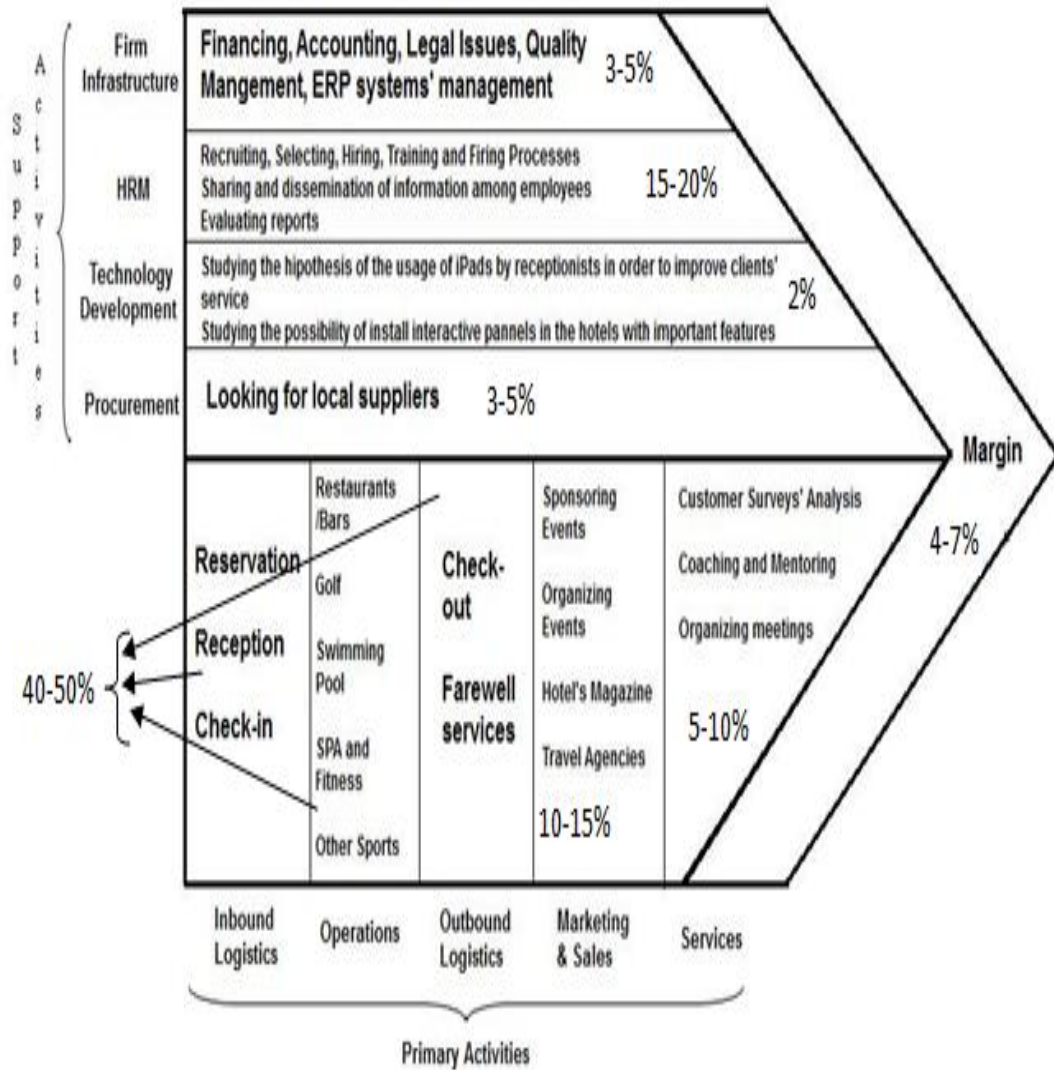 Support
Activities
Firm
Infrastructure
Financing, Accounting, Legal Issues, Quality
Mangement, ERP systems' management
3-5%
HRM
Recruiting, Selecting, Hiring, Training and Firing Processes
Sharing and dissemination of information among employees
Evaluating reports
15-20%
Technology
Development
Studying the hipothesis of the usage of iPads by receptionists in order to improve clients'
service
Studying the possibility of install interactive pannels in the hotels with important features
2%
Procurement
Looking for local suppliers
3-5%
Margin
4-7%
40-50%
Reservation
Reception
Check-in
Restaurants
/Bars
Golf
Swimming
Pool
SPA and
Fitness
Other Sports
Check-
out
Farewell
services
Sponsoring
Events
Organizing
Events
Hotel's Magazine
Travel Agencies
10-15%
Customer Surveys' Analysis
Coaching and Mentoring
Organizing meetings
5-10%
Inbound
Logistics
Operations
Outbound
Logistics
Marketing
& Sales
Services
Primary Activities